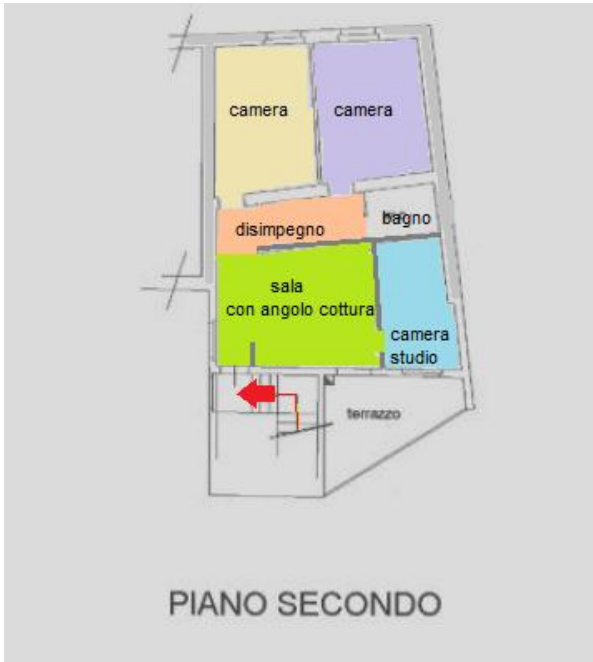 camera
camera
disimpegno
bagno
sala
con angolo cottura
camera
studio
terrazzo
PIANO SECONDO